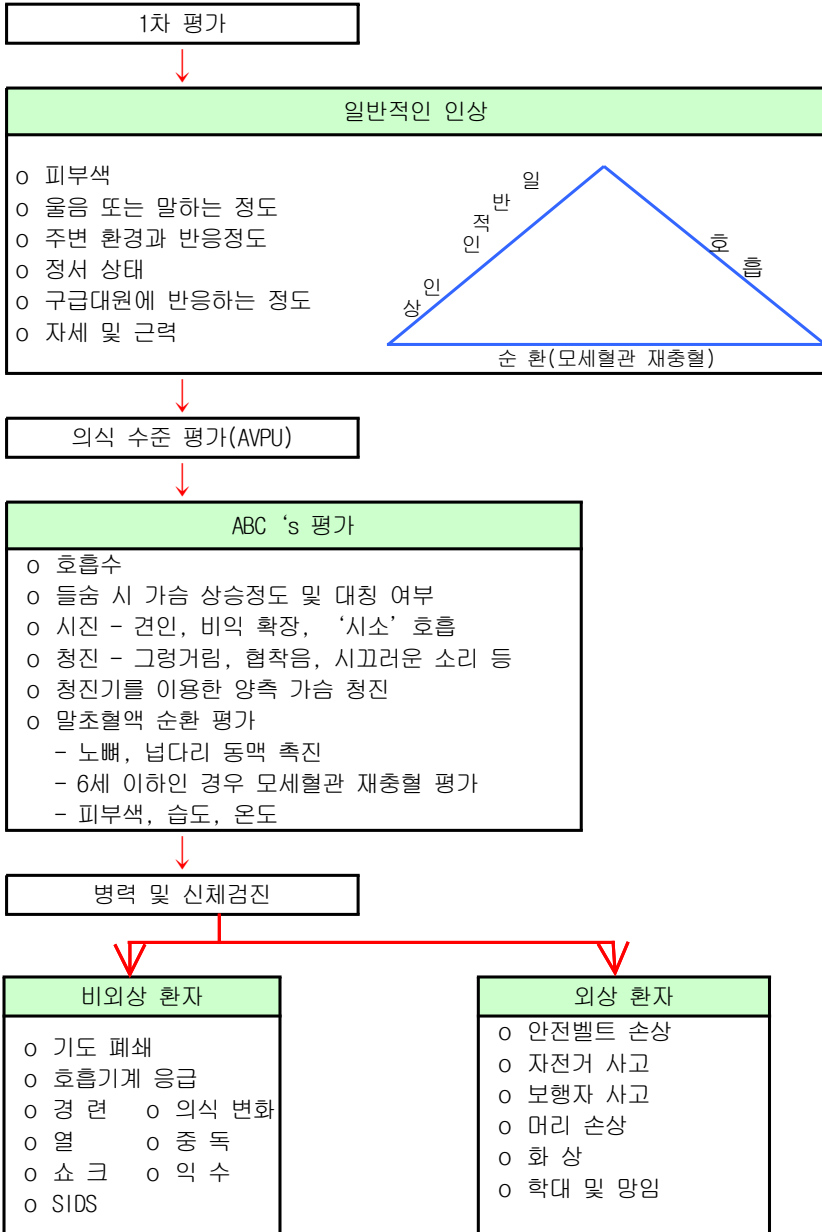 1차 평가
일반적인 인상
o 피부색
o 울음 또는 말하는 정도
o 주변 환경과 반응정도
o 정서 상태
o 구급대원에 반응하는 정도
o 자세 및 근력
일반적인 인상
호흡
순 환(모세혈관 재충혈)
의식 수준 평가(AVPU)
ABC ‘s 평가
o 호흡수
o 들숨 시 가슴 상승정도 및 대칭 여부
o 시진 - 견인, 비익 확장, ‘시소’ 호흡
o 청진 - 그렁거림, 협착음, 시끄러운 소리 등
o 청진기를 이용한 양측 가슴 청진
o 말초혈액 순환 평가
- 노뼈, 넙다리 동맥 촉진
- 6세 이하인 경우 모세혈관 재충혈 평가
- 피부색, 습도, 온도
병력 및 신체검진
비외상 환자
o 기도 폐쇄
o 호흡기계 응급
o 경 련 o 의식 변화
o 열 o 중 독
o 쇼 크 o 익 수
o SIDS
외상 환자
o 안전벨트 손상
o 자전거 사고
o 보행자 사고
o 머리 손상
o 화 상
o 학대 및 망임